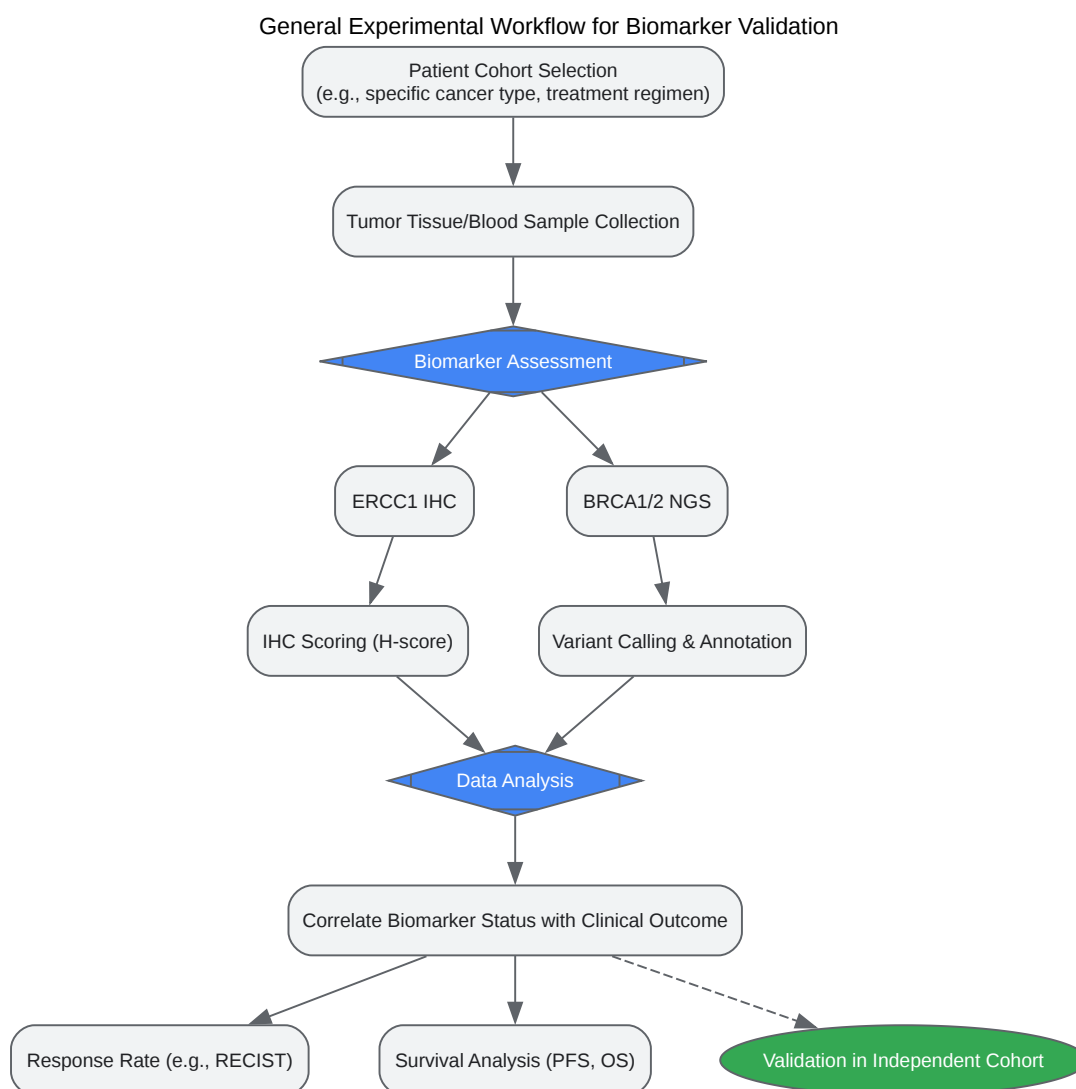 General Experimental Workflow for Biomarker Validation
Patient Cohort Selection
(e.g., specific cancer type, treatment regimen)
Tumor Tissue/Blood Sample Collection
Biomarker Assessment
ERCC1 IHC
BRCA1/2 NGS
IHC Scoring (H-score)
Variant Calling & Annotation
Data Analysis
Correlate Biomarker Status with Clinical Outcome
Response Rate (e.g., RECIST)
Survival Analysis (PFS, OS)
Validation in Independent Cohort